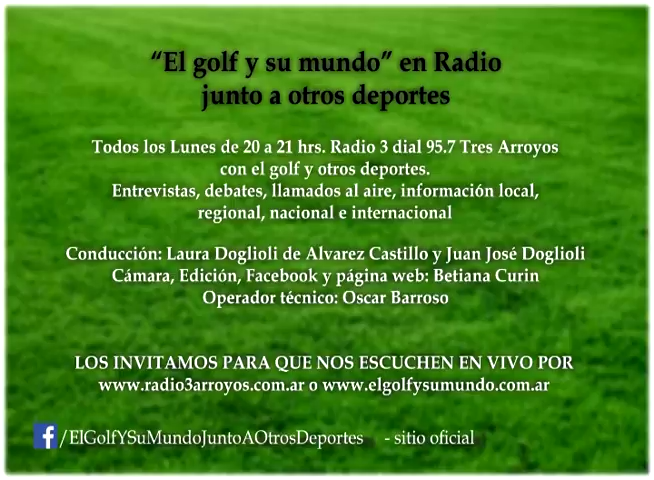 “El golf y su mundo” en Radio
junto a otros deportes
Todos los Lunes de 20 a 21 hrs. Radio 3 dial 95.7 Tres Arroyos
con el golf y otros deportes.
Entrevistas, debates, llamados al aire, información local,
regional, nacional e internacional
Conducción: Laura Doglioli de Alvarez Castillo y Juan José Doglioli
Cámara, Edición, Facebook y página web: Betiana Curin
Operador técnico: Oscar Barroso
LOS INVITAMOS PARA QUE NOS ESCUCHEN EN VIVO POR
www.radio3arroyos.com.ar o www.elgolfysumundo.com.ar
f /ElGolfYSuMundoJuntoAOtrosDeportes - sitio oficial